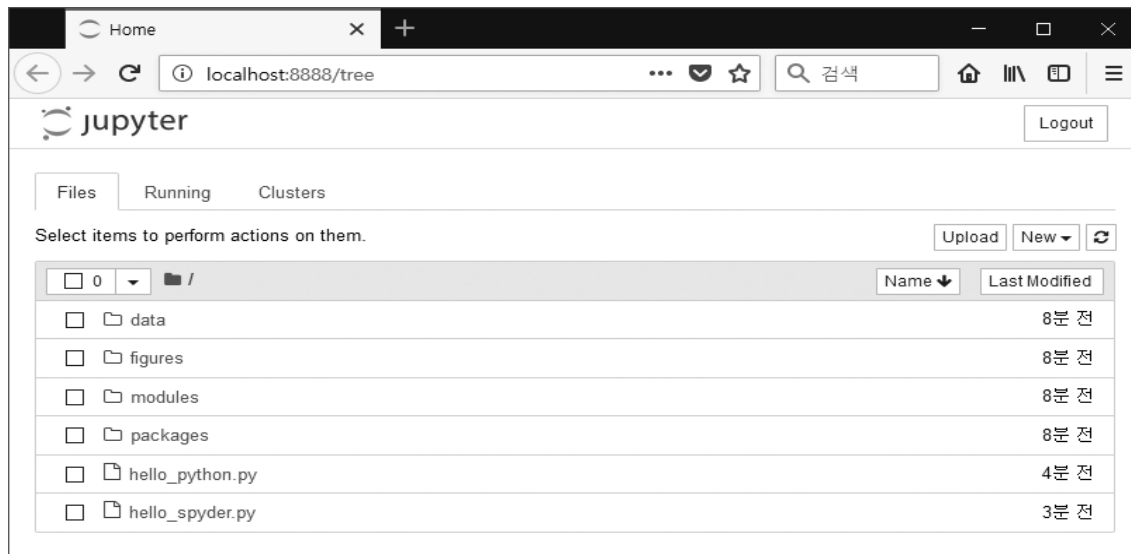 Home
localhost:8888/tree 검색
jupyter Logout
Files Running Clusters
Select items to perform actions on them. Upload New
0 / Name Last Modified
data 8분 전
figures 8분 전
modules 8분 전
packages 8분 전
hello_python.py 4분 전
hello_spyder.py 3분 전